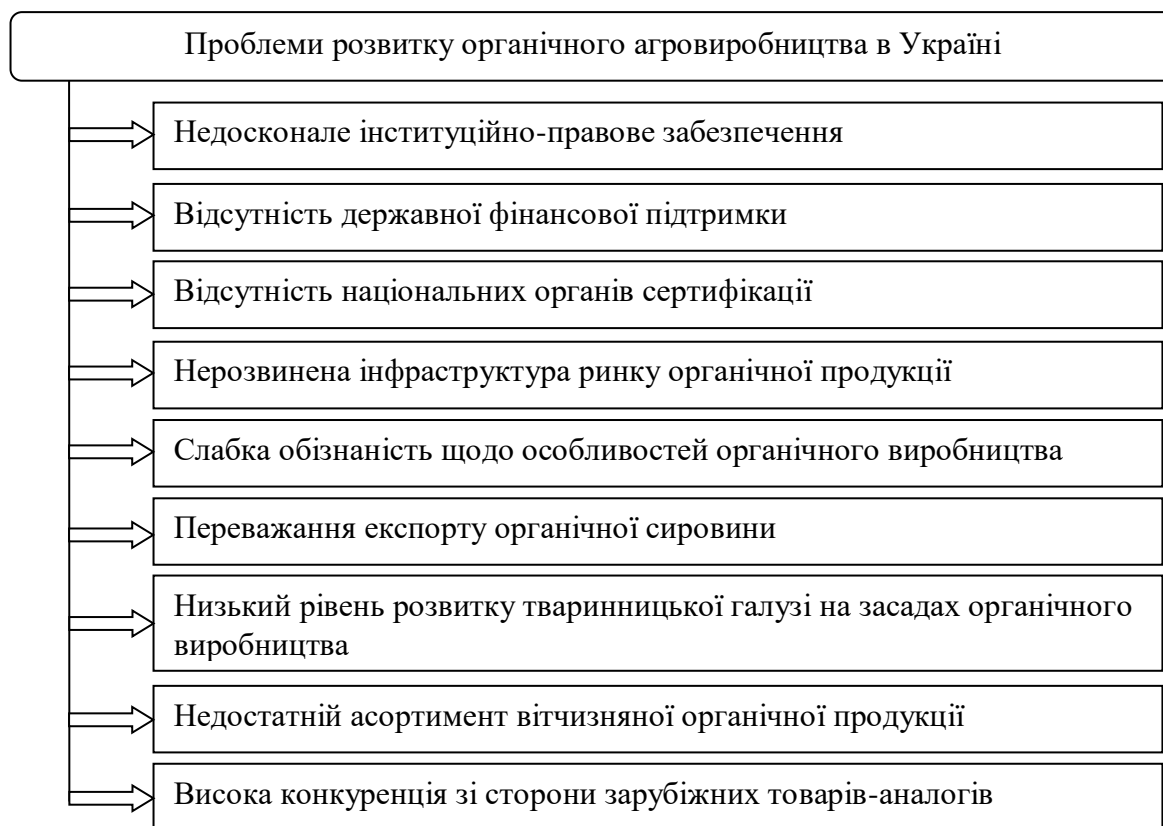 Проблеми розвитку органічного агровиробництва в Україні
Недосконале інституційно-правове забезпечення
Відсутність державної фінансової підтримки
Відсутність національних органів сертифікації
Нерозвинена інфраструктура ринку органічної продукції
Слабка обізнаність щодо особливостей органічного виробництва
Переважання експорту органічної сировини
Низький рівень розвитку тваринницької галузі на засадах органічного
виробництва
Недостатній асортимент вітчизняної органічної продукції
Висока конкуренція зі сторони зарубіжних товарів-аналогів